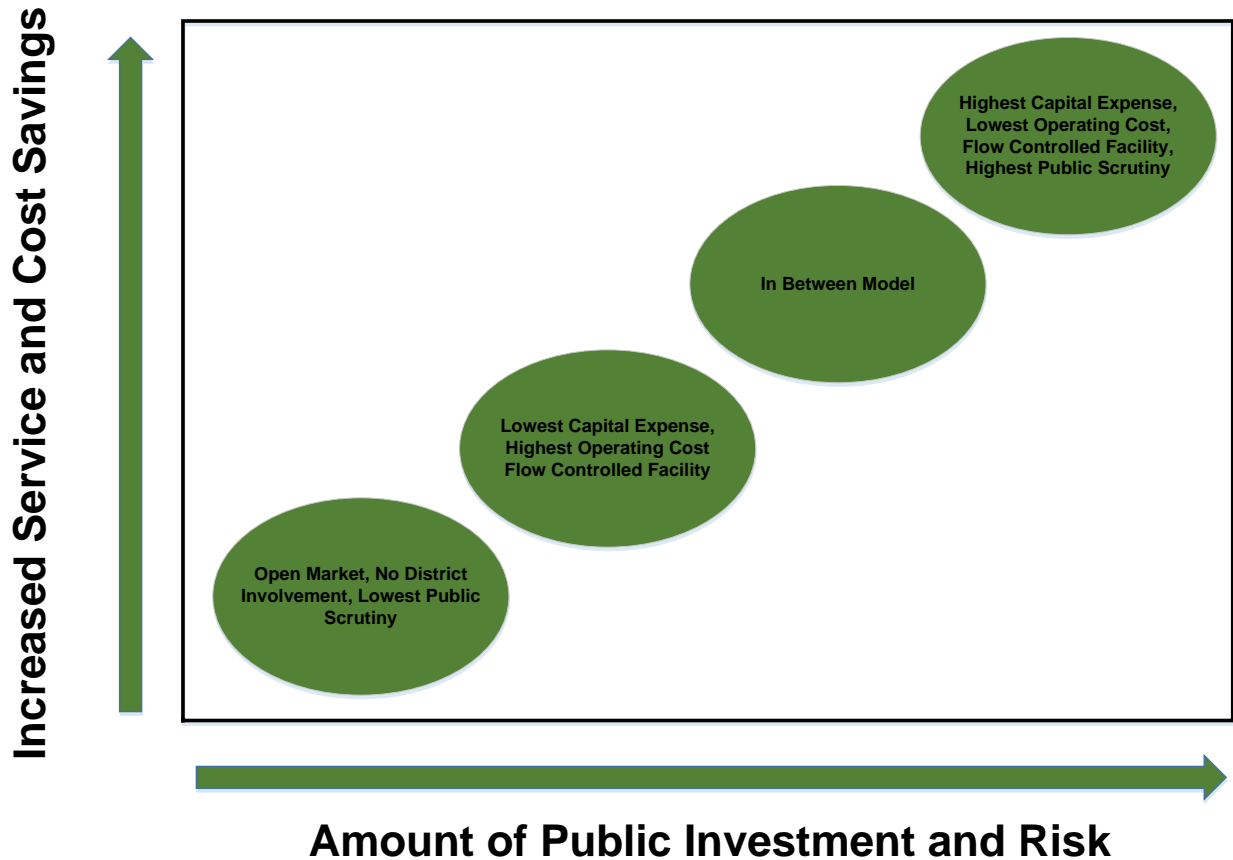 Increased Service and Cost Savings
Highest Capital Expense,
Lowest Operating Cost,
Flow Controlled Facility,
Highest Public Scrutiny
In Between Model
Lowest Capital Expense,
Highest Operating Cost
Flow Controlled Facility
Open Market, No District
Involvement, Lowest Public
Scrutiny
Amount of Public Investment and Risk